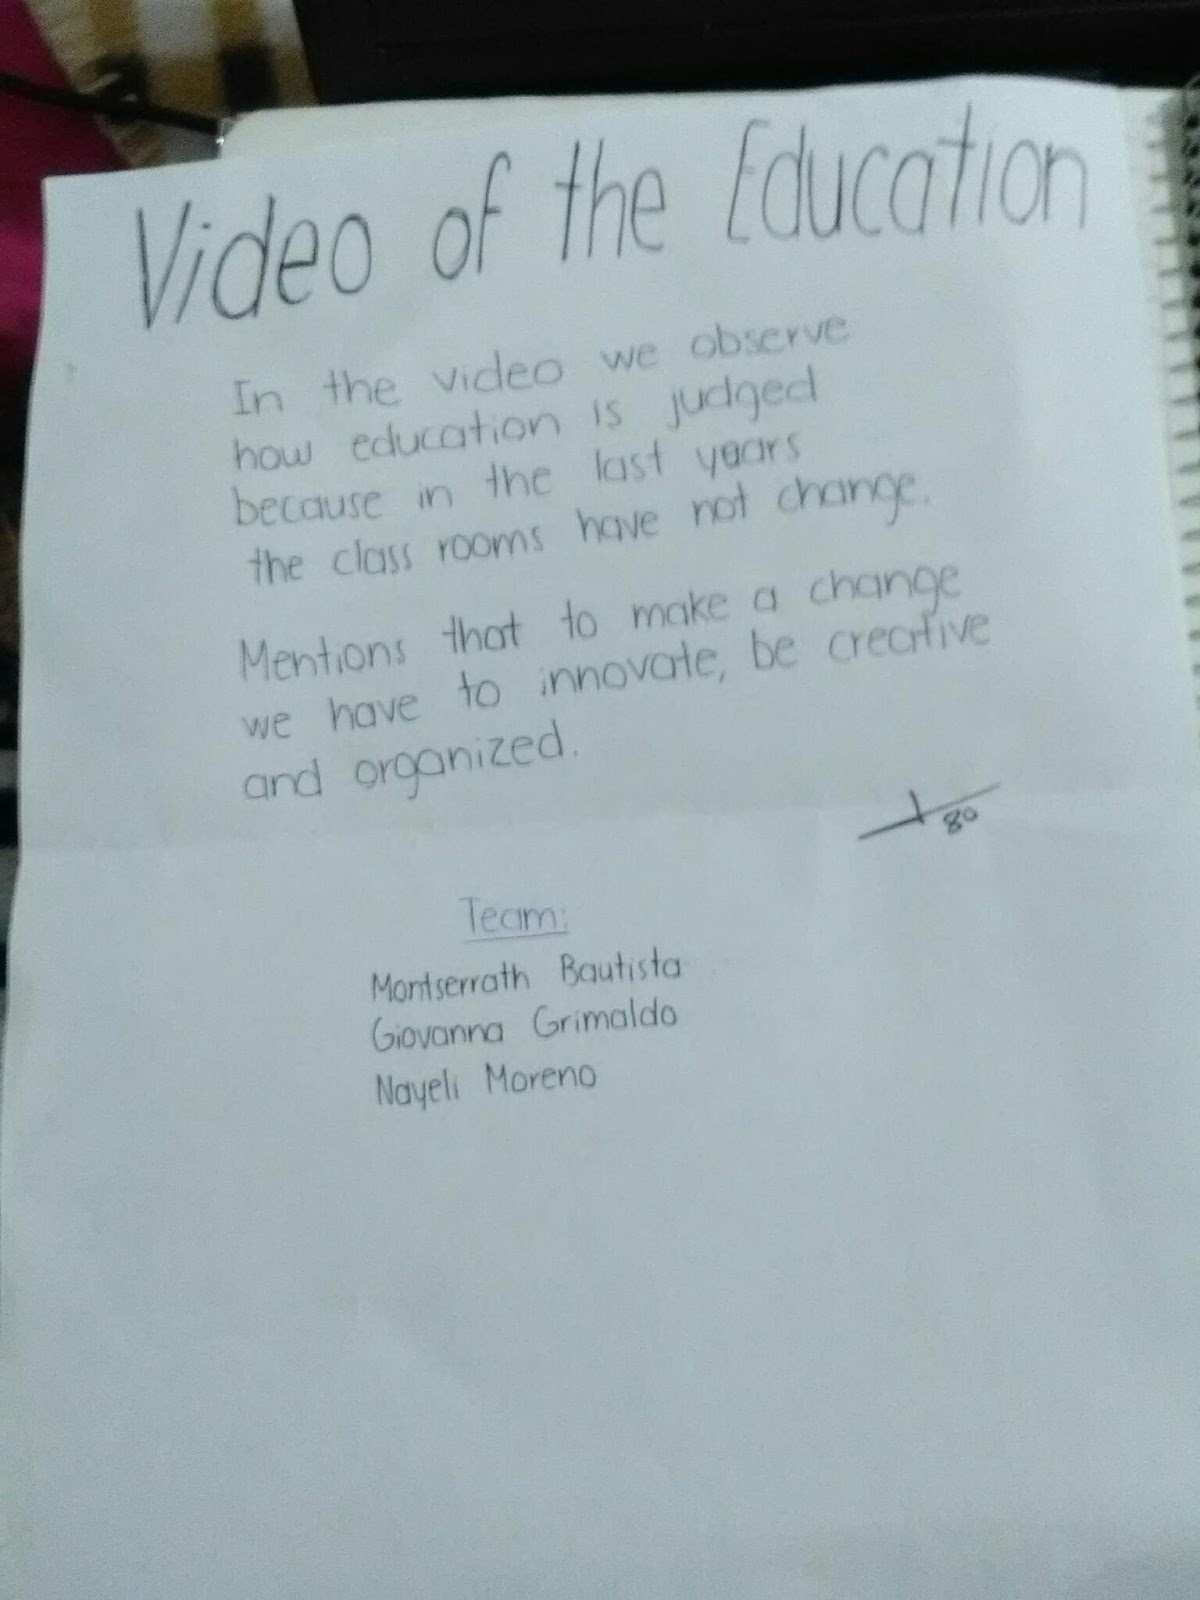 Video of the Education
In the video we observe
how education is judged
because in the last years
the class rooms have not change.
Mentions that to make a change
we have to innovate, be creative
and organized.
80
Team:
Montserrath Bautista
Giovanna Grimaldo
Nayeli Moreno